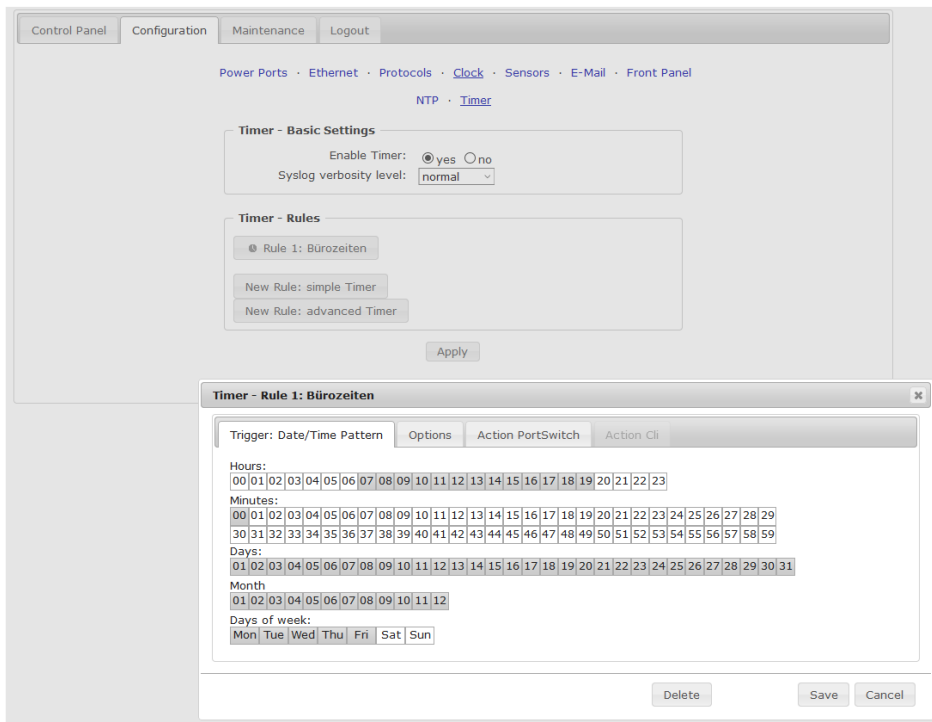 Control Panel Configuration Maintenance Logout
Power Ports · Ethernet · Protocols · Clock · Sensors · E-Mail · Front Panel
NTP · Timer
Timer - Basic Settings
Enable Timer: yes no
Syslog verbosity level: normal
Timer - Rules
Rule 1: Bürozeiten
New Rule: simple Timer
New Rule: advanced Timer
Apply
Timer - Rule 1: Bürozeiten
Trigger: Date/Time Pattern Options Action PortSwitch Action Cli
Hours:
00 01 02 03 04 05 06 07 08 09 10 11 12 13 14 15 16 17 18 19 20 21 22 23
Minutes:
00 01 02 03 04 05 06 07 08 09 10 11 12 13 14 15 16 17 18 19 20 21 22 23 24 25 26 27 28 29
30 31 32 33 34 35 36 37 38 39 40 41 42 43 44 45 46 47 48 49 50 51 52 53 54 55 56 57 58 59
Days:
01 02 03 04 05 06 07 08 09 10 11 12 13 14 15 16 17 18 19 20 21 22 23 24 25 26 27 28 29 30 31
Month
01 02 03 04 05 06 07 08 09 10 11 12
Days of week:
Mon Tue Wed Thu Fri Sat Sun
Delete Save Cancel